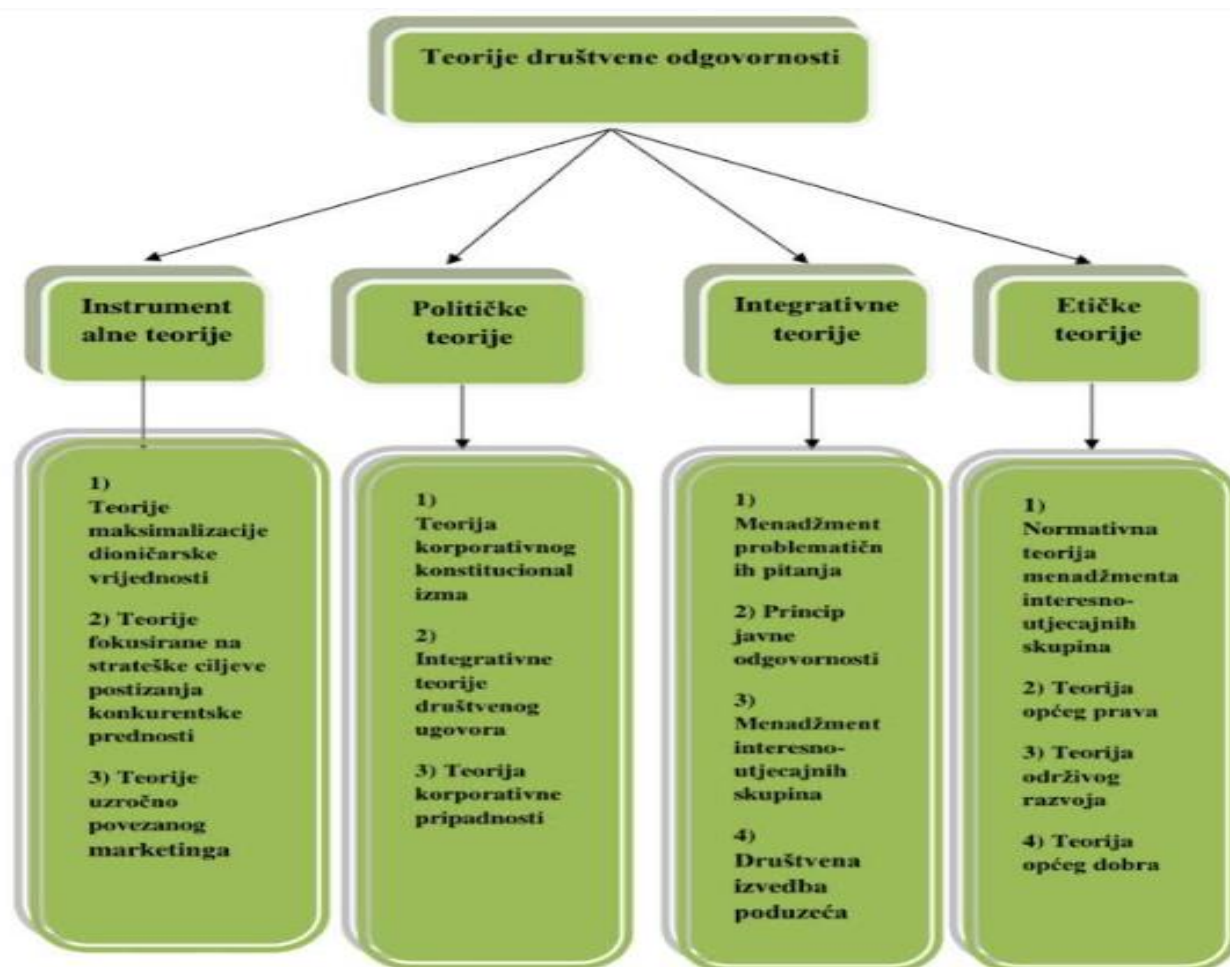 Teorije društvene odgovornosti
Instrument
alne teorije
Političke
teorije
Integrativne
teorije
Etičke
teorije
1)
Teorije
maksimalizacije
dioničarske
vrijednosti
2) Teorije
fokusirane na
strateške ciljeve
postizanja
konkurentske
prednosti
3) Teorije
uzročno
povezanog
marketinga
1)
Teorija
korporativnog
konstitucional
izma
2)
Integrativne
teorije
društvenog
ugovora
3) Teorija
korporativne
pripadnosti
1)
Menadžment
problematičn
ih pitanja
2) Princip
javne
odgovornosti
3)
Menadžment
interesno-
utjecajnih
skupina
4)
Društvena
izvedba
poduzeća
1)
Normativna
teorija
menadžmenta
interesno-
utjecajnih
skupina
2) Teorija
općeg prava
3) Teorija
održivog
razvoja
4) Teorija
općeg dobra